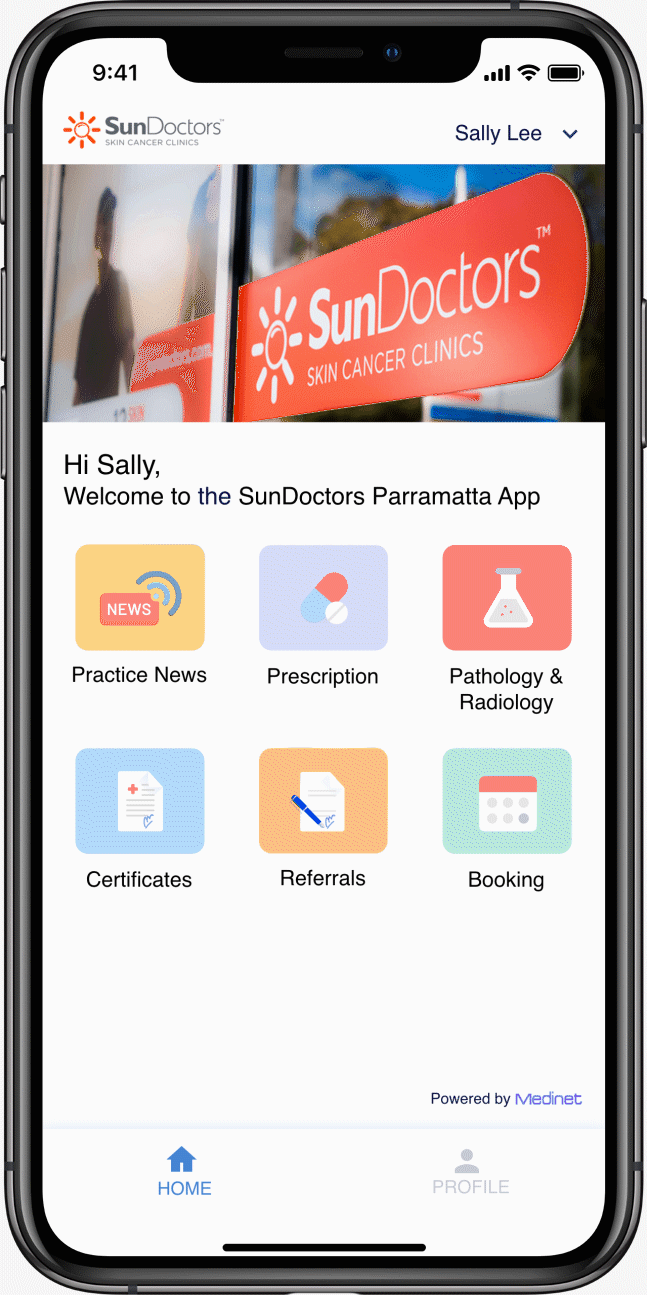 9:41
SunDoctors™
SKIN CANCER CLINICS
Sally Lee
SunDoctors™
SKIN CANCER CLINICS
Hi Sally,
Welcome to the SunDoctors Parramatta App
NEWS
Practice News
Prescription
Pathology &
Radiology
Certificates
Referrals
Booking
Powered by Medinet
HOME
PROFILE